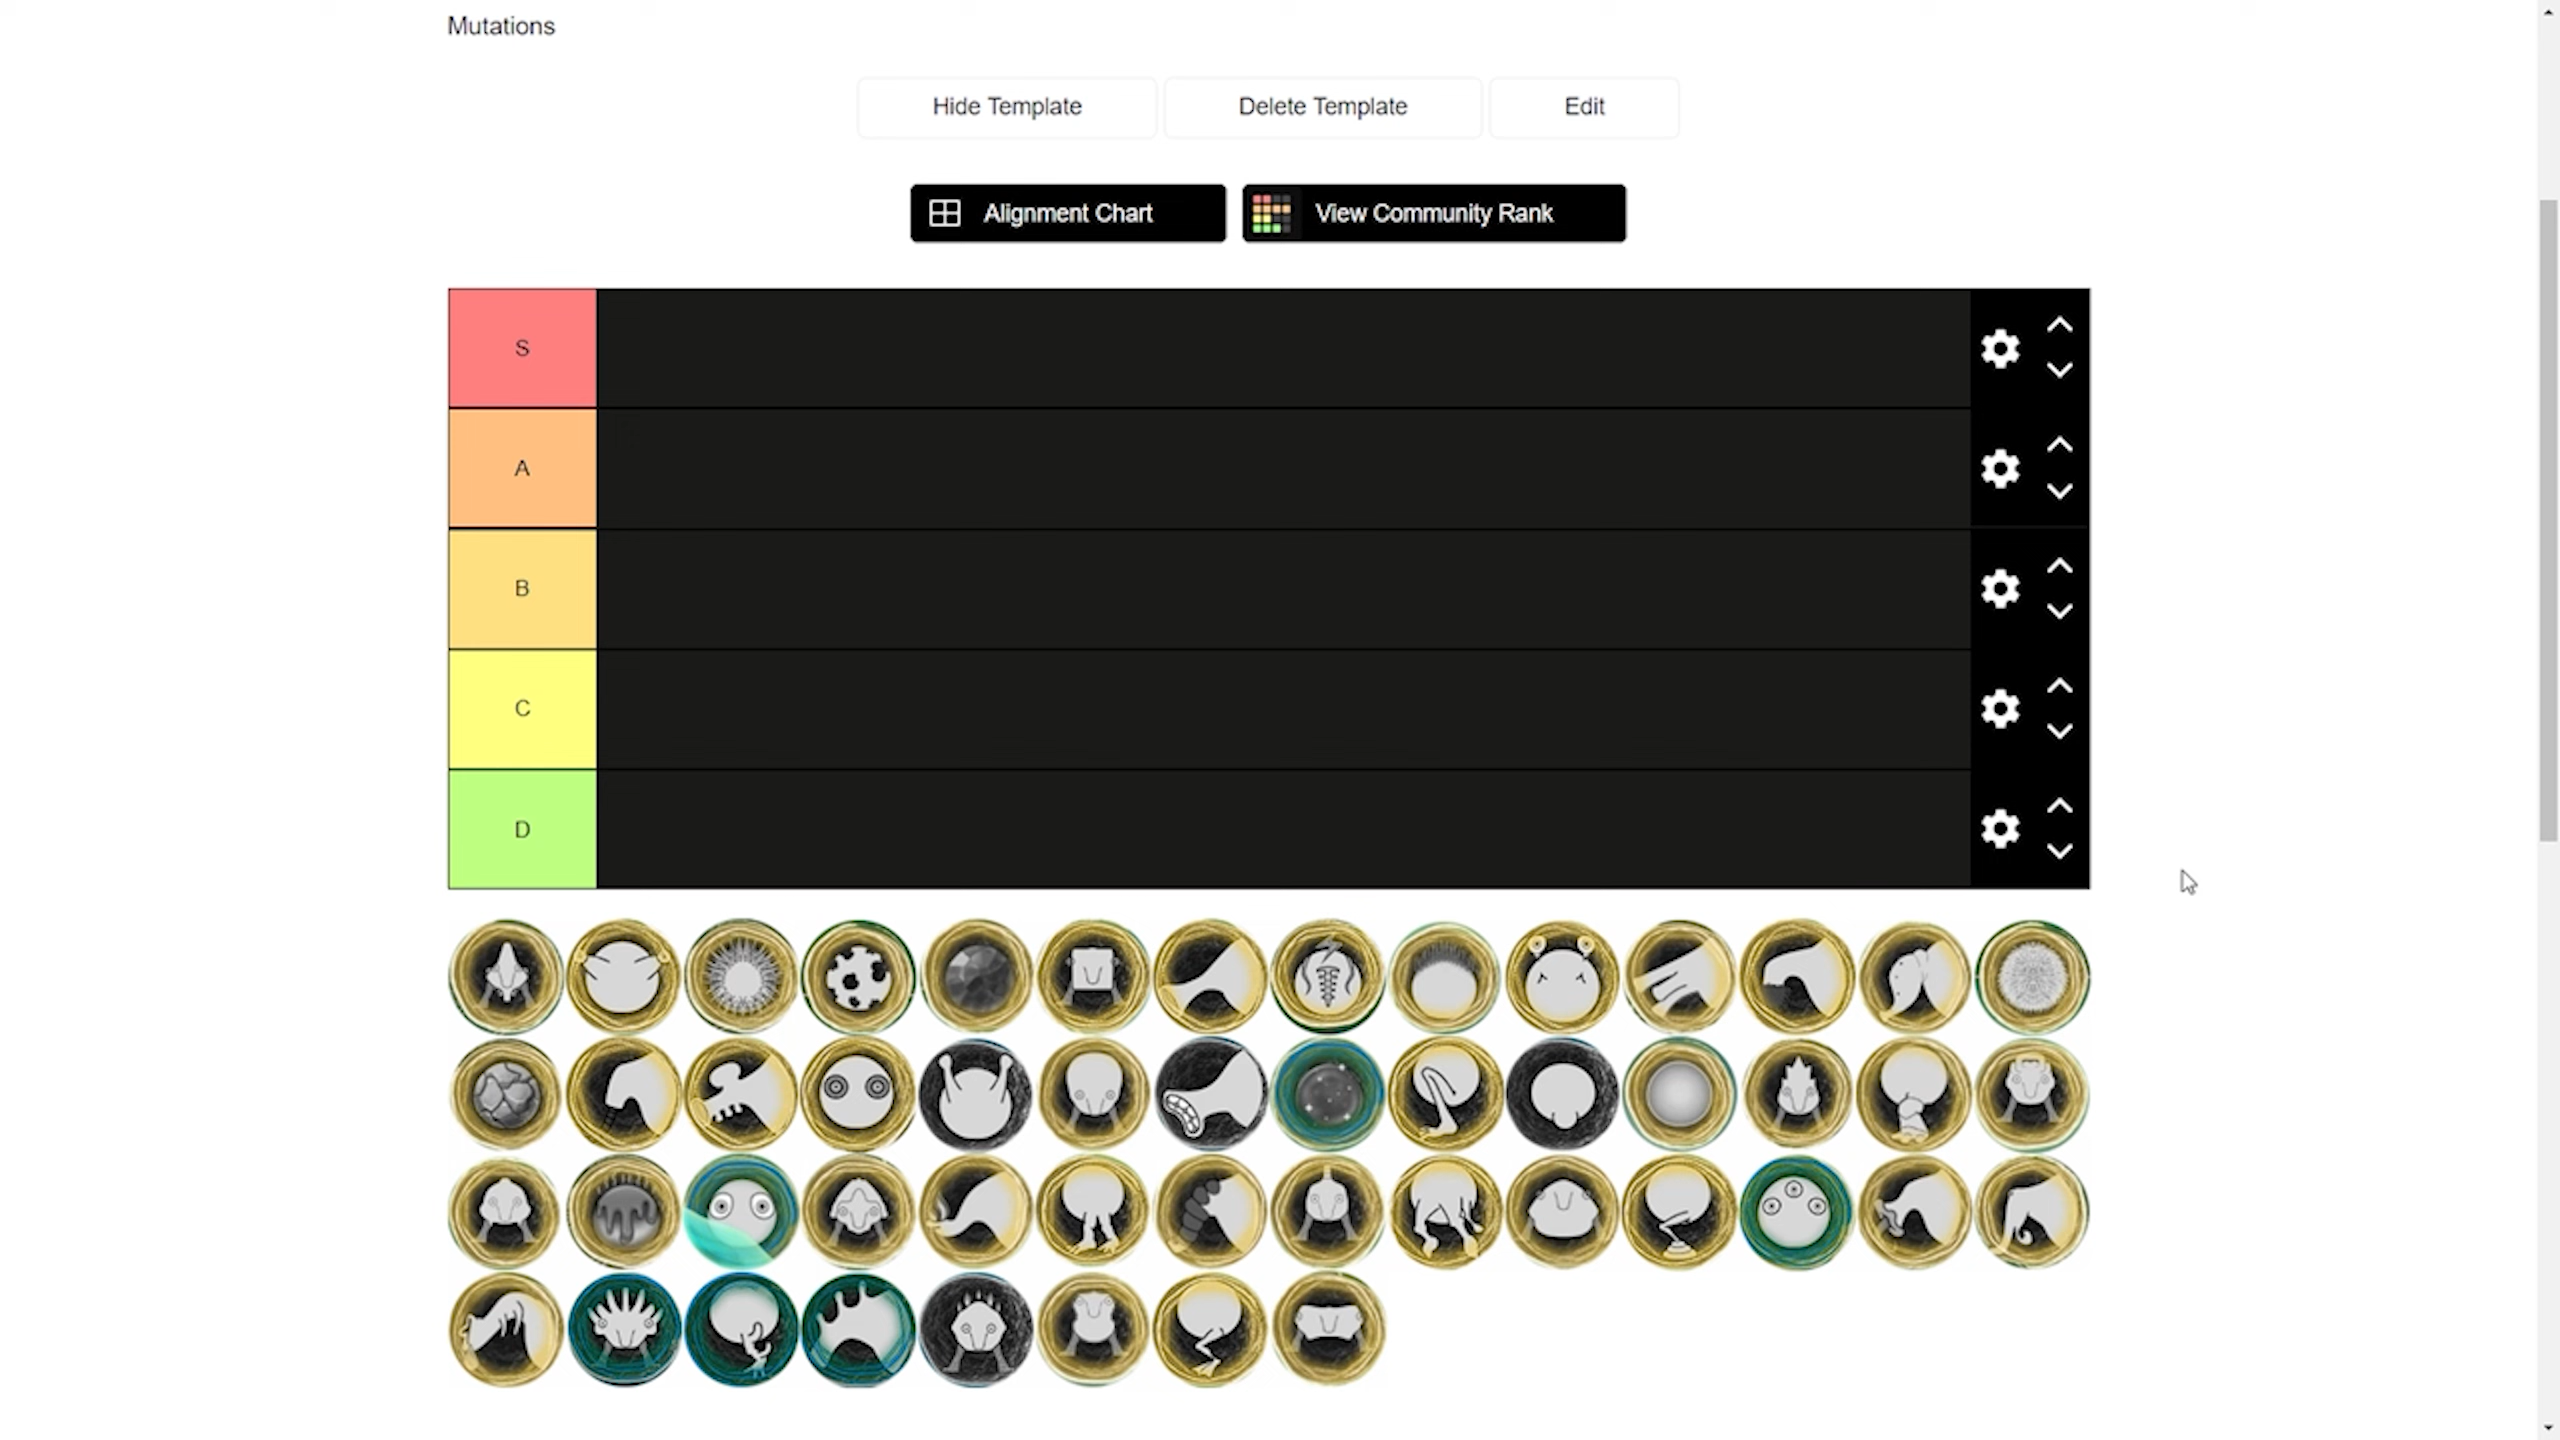 Mutations
Hide Template
Delete Template
Edit
Alignment Chart
View Community Rank
S
A
B
C
D